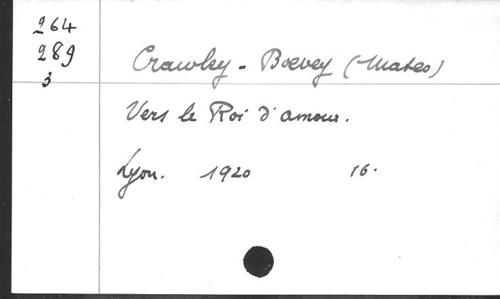 264
289
3
Crawley - Boevey (Mateo)
Vers le Roi d'amour.
Lyon. 1920 16.